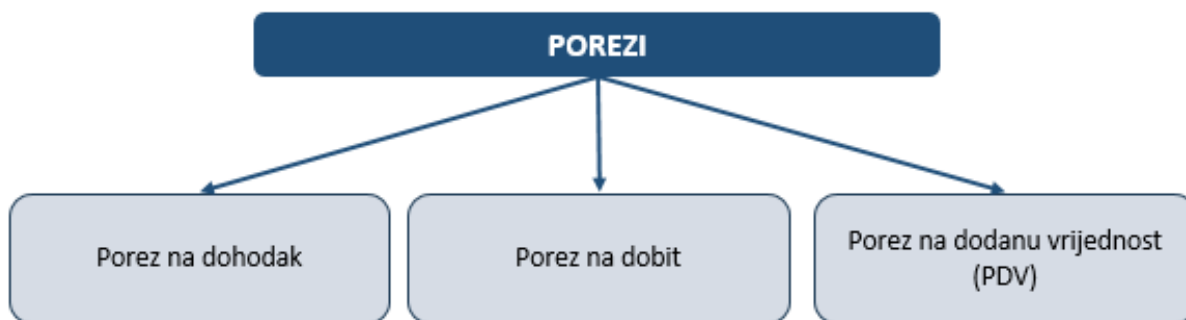 POREZI
Porez na dohodak
Porez na dobit
Porez na dodanu vrijednost
(PDV)